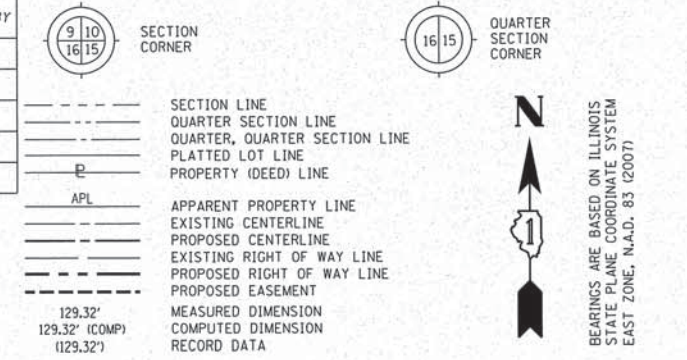 BY
9 10
16 15
SECTION
CORNER
16 15
QUARTER
SECTION
CORNER
SECTION LINE
QUARTER SECTION LINE
QUARTER, QUARTER SECTION LINE
PLATTED LOT LINE
PROPERTY (DEED) LINE
APL
APPARENT PROPERTY LINE
EXISTING CENTERLINE
PROPOSED CENTERLINE
EXISTING RIGHT OF WAY LINE
PROPOSED RIGHT OF WAY LINE
PROPOSED EASEMENT
129.32' MEASURED DIMENSION
129.32' (COMP) COMPUTED DIMENSION
(129.32') RECORD DATA
N
1
BEARINGS ARE BASED ON ILLINOIS
STATE PLANE COORDINATE SYSTEM
EAST ZONE, N.A.D. 83 (2007)